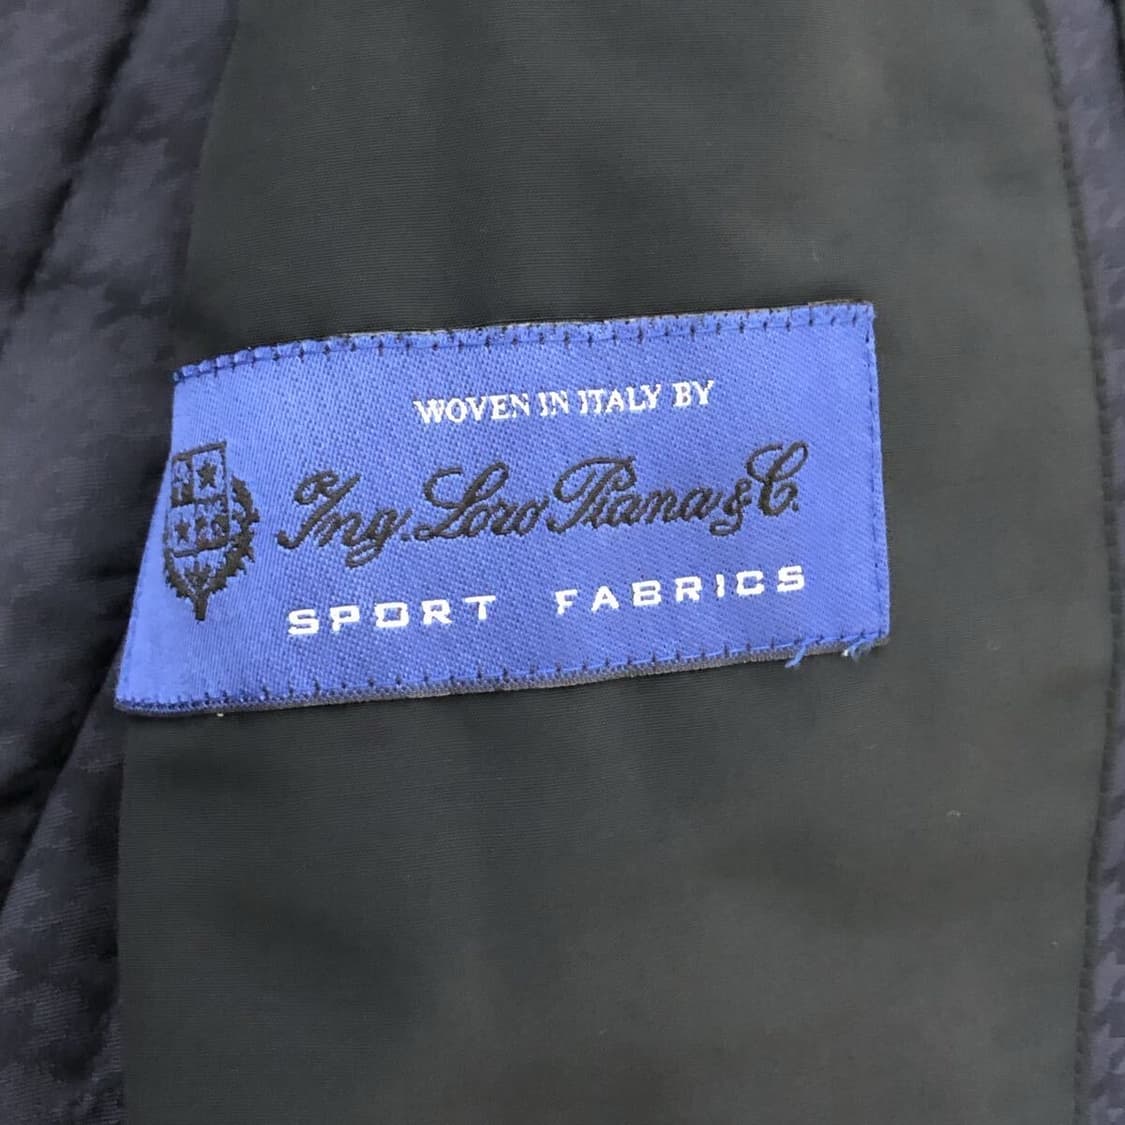 WOVEN IN ITALY BY
Ing. Loro Piana & C.
SPORT FABRICS